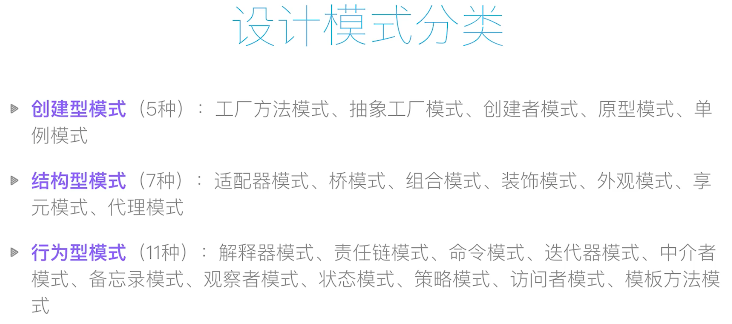 设计模式分类
创建型模式（5种）：工厂方法模式、抽象工厂模式、创建者模式、原型模式、单
例模式
结构型模式（7种）：适配器模式、桥模式、组合模式、装饰模式、外观模式、享
元模式、代理模式
行为型模式（11种）：解释器模式、责任链模式、命令模式、迭代器模式、中介者
模式、备忘录模式、观察者模式、状态模式、策略模式、访问者模式、模板方法模
式